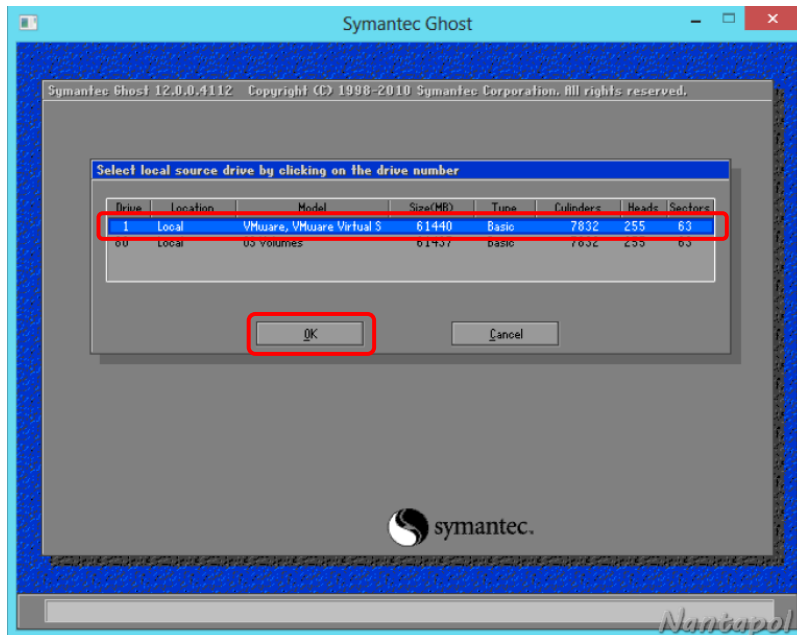 Symantec Ghost
Symantec Ghost 12.0.0.4112 Copyright (C) 1998-2010 Symantec Corporation. All rights reserved.
Select local source drive by clicking on the drive number
Drive Location Model Size(MB) Type Cylinders Heads Sectors
1 Local VMware, VMware Virtual S 61440 Basic 7832 255 63
80 Local OS Volumes 61437 Basic 7832 255 63
OK Cancel
symantec.
Nantapol